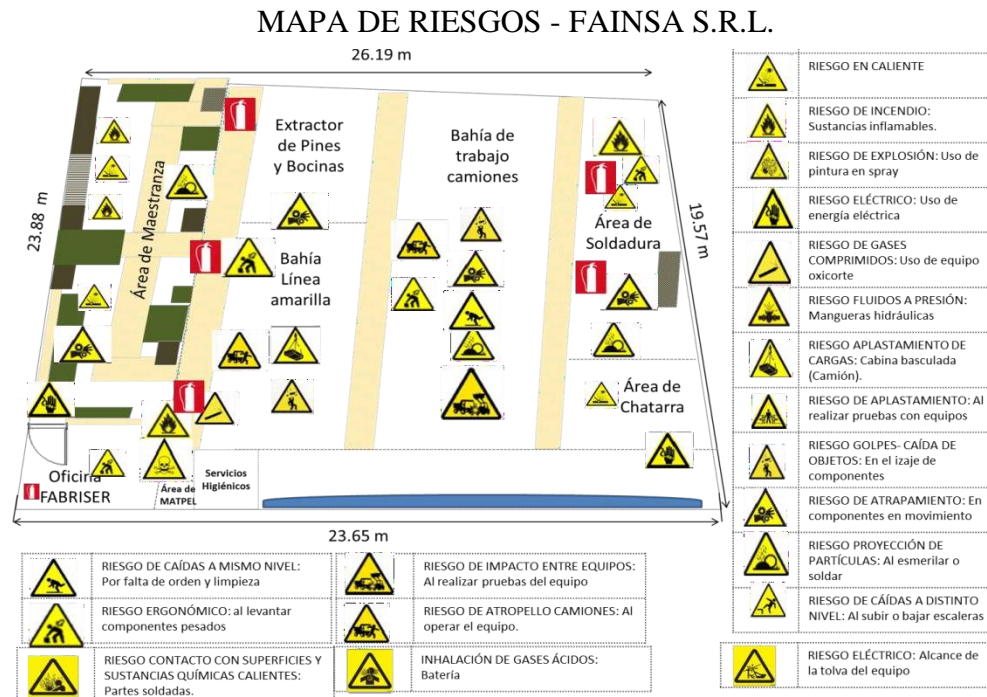 MAPA DE RIESGOS - FAINSA S.R.L.
26.19 m
23.88 m
19.57 m
23.65 m
Área de Maestranza
Extractor
de Pines
y Bocinas
Bahía
Línea
amarilla
Bahía de
trabajo
camiones
Área de
Soldadura
Área de
Chatarra
Oficina
FABRISER
Área de
MATPEL
Servicios
Higiénicos
RIESGO EN CALIENTE
RIESGO DE INCENDIO:
Sustancias inflamables.
RIESGO DE EXPLOSIÓN: Uso de
pintura en spray
RIESGO ELÉCTRICO: Uso de
energía eléctrica
RIESGO DE GASES
COMPRIMIDOS: Uso de equipo
oxicorte
RIESGO FLUIDOS A PRESIÓN:
Mangueras hidráulicas
RIESGO APLASTAMIENTO DE
CARGAS: Cabina basculada
(Camión).
RIESGO DE APLASTAMIENTO: Al
realizar pruebas con equipos
RIESGO GOLPES- CAÍDA DE
OBJETOS: En el izaje de
componentes
RIESGO DE ATRAPAMIENTO: En
componentes en movimiento
RIESGO PROYECCIÓN DE
PARTÍCULAS: Al esmerilar o
soldar
RIESGO DE CÁÍDAS A DISTINTO
NIVEL: Al subir o bajar escaleras
RIESGO ELÉCTRICO: Alcance de
la tolva del equipo
RIESGO DE CAÍDAS A MISMO NIVEL:
Por falta de orden y limpieza
RIESGO ERGONÓMICO: al levantar
componentes pesados
RIESGO CONTACTO CON SUPERFICIES Y
SUSTANCIAS QUÍMICAS CALIENTES:
Partes soldadas.
RIESGO DE IMPACTO ENTRE EQUIPOS:
Al realizar pruebas del equipo
RIESGO DE ATROPELLO CAMIONES: Al
operar el equipo.
INHALACIÓN DE GASES ÁCIDOS:
Batería